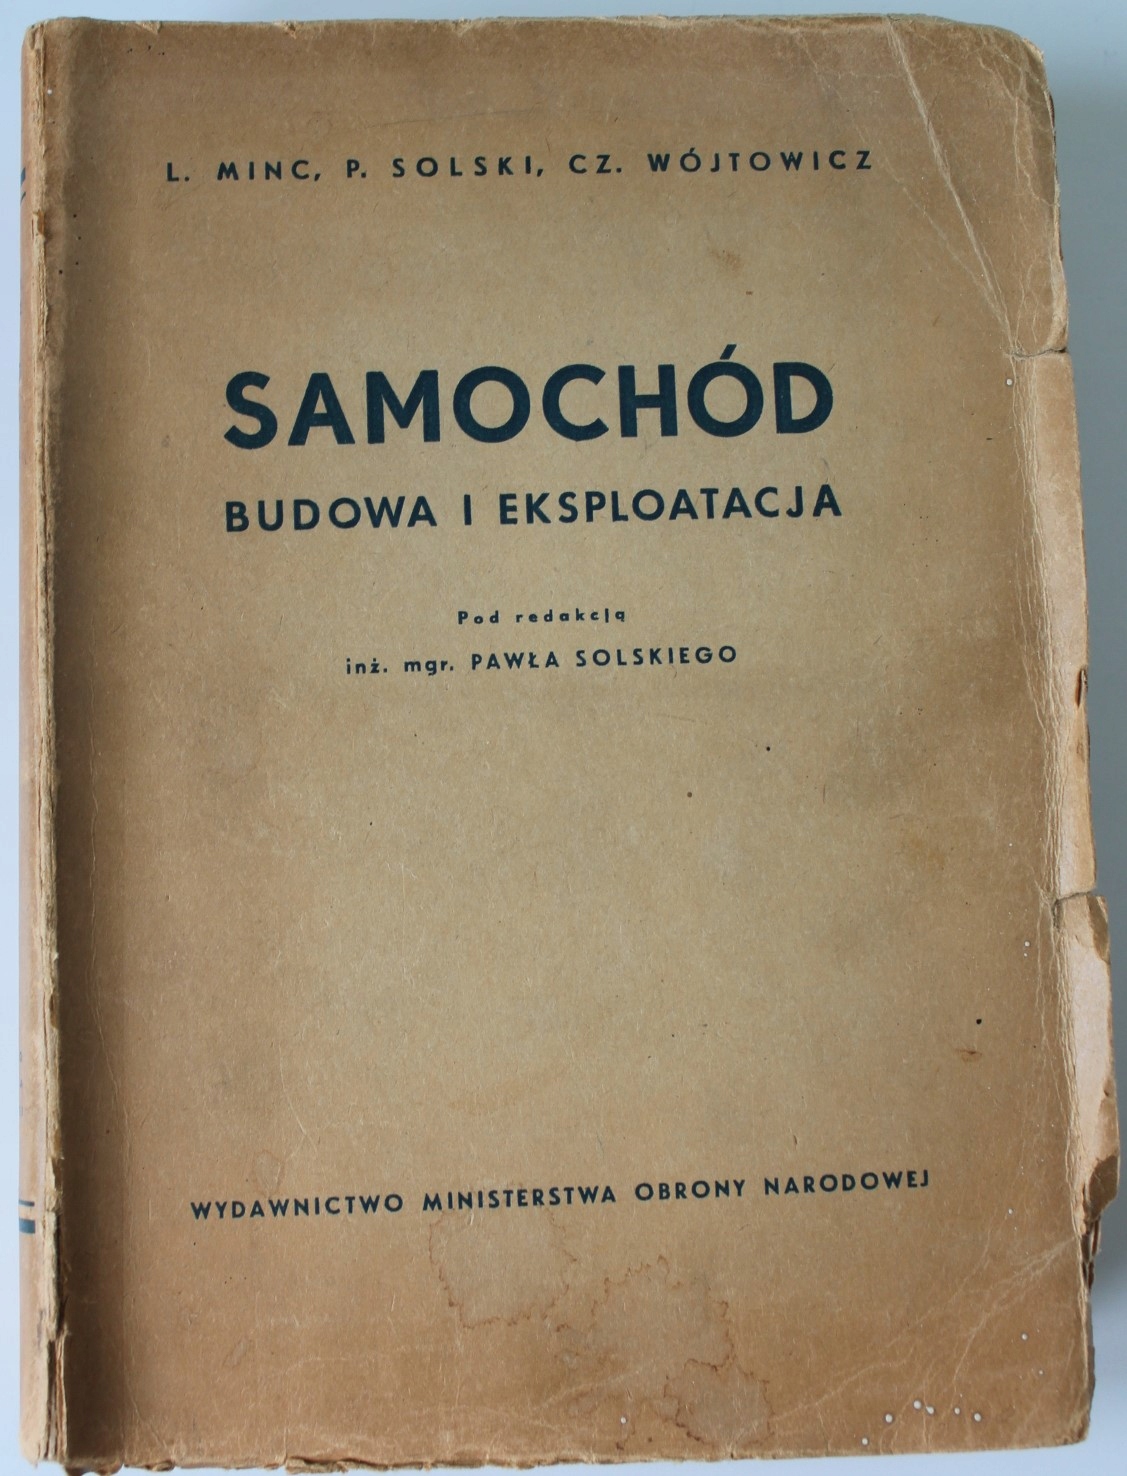 L. MINC, P. SOLSKI, CZ. WÓJTOWICZ
SAMOCHÓD
BUDOWA I EKSPLOATACJA
Pod redakcją
inż. mgr. PAWŁA SOLSKIEGO
WYDAWNICTWO MINISTERSTWA OBRONY NARODOWEJ